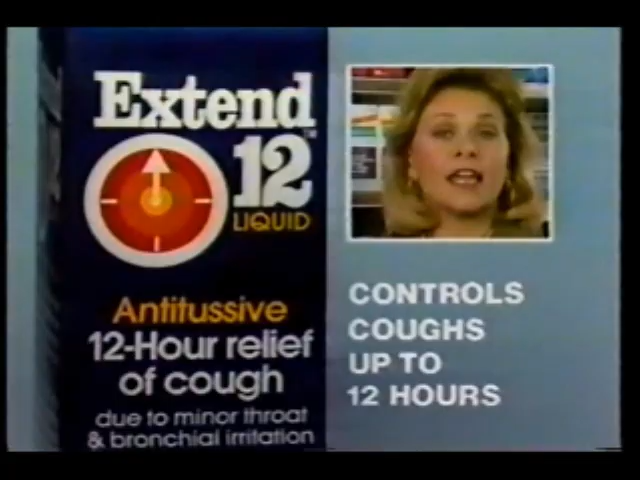 Extend
12™
LIQUID
Antitussive
12-Hour relief
of cough
due to minor throat
& bronchial irritation
CONTROLS
COUGHS
UP TO
12 HOURS